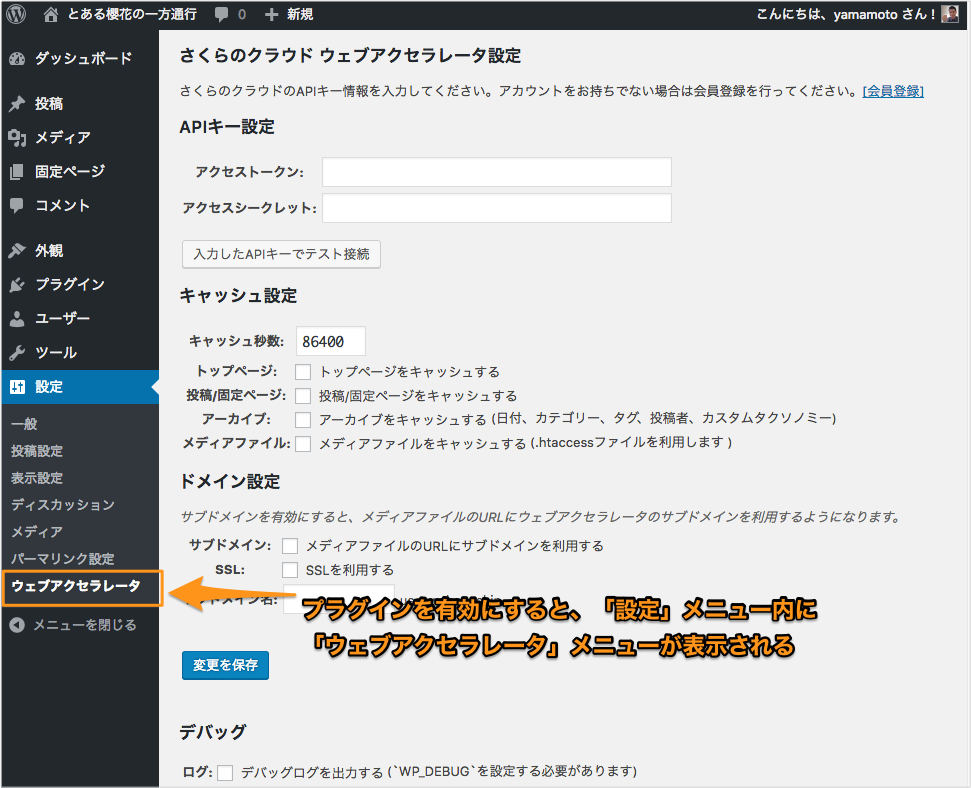 とある櫻花の一方通行 0 新規 こんにちは、yamamoto さん !
ダッシュボード
投稿
メディア
固定ページ
コメント
外観
プラグイン
ユーザー
ツール
設定
一般
投稿設定
表示設定
ディスカッション
メディア
パーマリンク設定
ウェブアクセラレータ
メニューを閉じる
さくらのクラウド ウェブアクセラレータ設定
さくらのクラウドのAPIキー情報を入力してください。アカウントをお持ちでない場合は会員登録を行ってください。[会員登録]
APIキー設定
アクセストークン:
アクセスシークレット:
入力したAPIキーでテスト接続
キャッシュ設定
キャッシュ秒数: 86400
トップページ: トップページをキャッシュする
投稿/固定ページ: 投稿/固定ページをキャッシュする
アーカイブ: アーカイブをキャッシュする (日付、カテゴリー、タグ、投稿者、カスタムタクソノミー)
メディアファイル: メディアファイルをキャッシュする (.htaccessファイルを利用します )
ドメイン設定
サブドメインを有効にすると、メディアファイルのURLにウェブアクセラレータのサブドメインを利用するようになります。
サブドメイン: メディアファイルのURLにサブドメインを利用する
SSL: SSLを利用する
ドメイン名:
プラグインを有効にすると、「設定」メニュー内に
「ウェブアクセラレータ」メニューが表示される
変更を保存
デバッグ
ログ: デバッグログを出力する (`WP_DEBUG`を設定する必要があります)